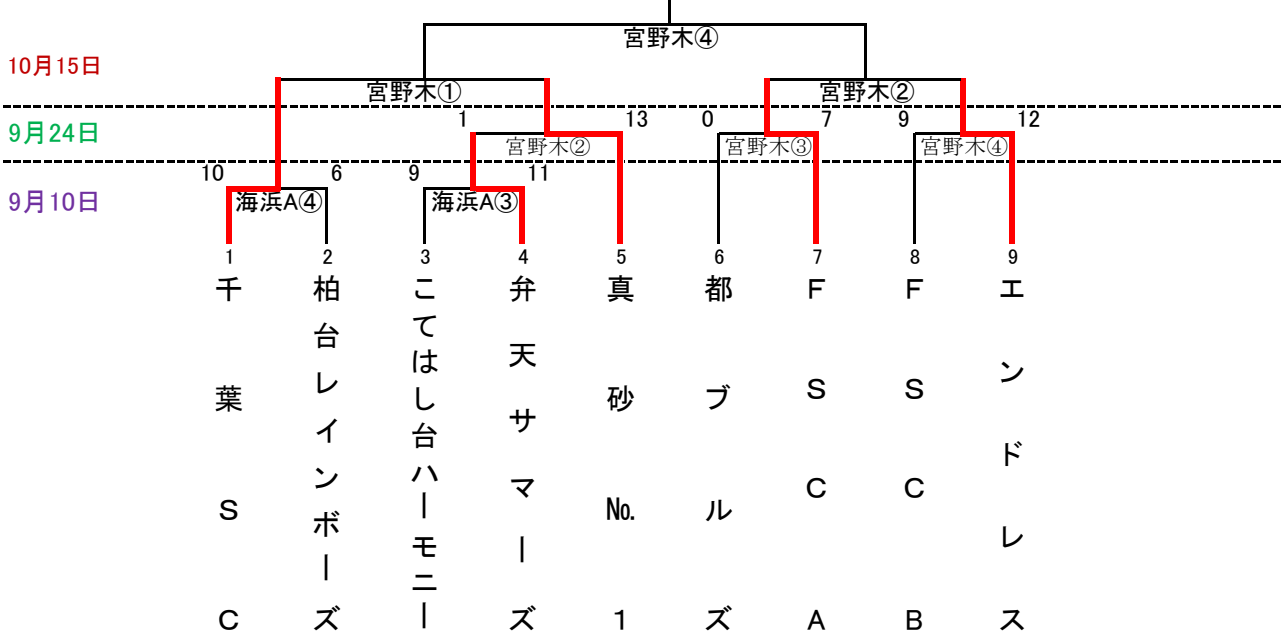 宮野木④
10月15日
宮野木① 宮野木②
9月24日
1 13 0 7 9 12
宮野木② 宮野木③ 宮野木④
10 6 9 11
9月10日
海浜A④ 海浜A③
1 2 3 4 5 6 7 8 9
千葉SC
柏台レインボーズ
こてはし台ハーモニー
弁天サマーズ
真砂№1
都ブルズ
FSCA
FSCB
エンドレス